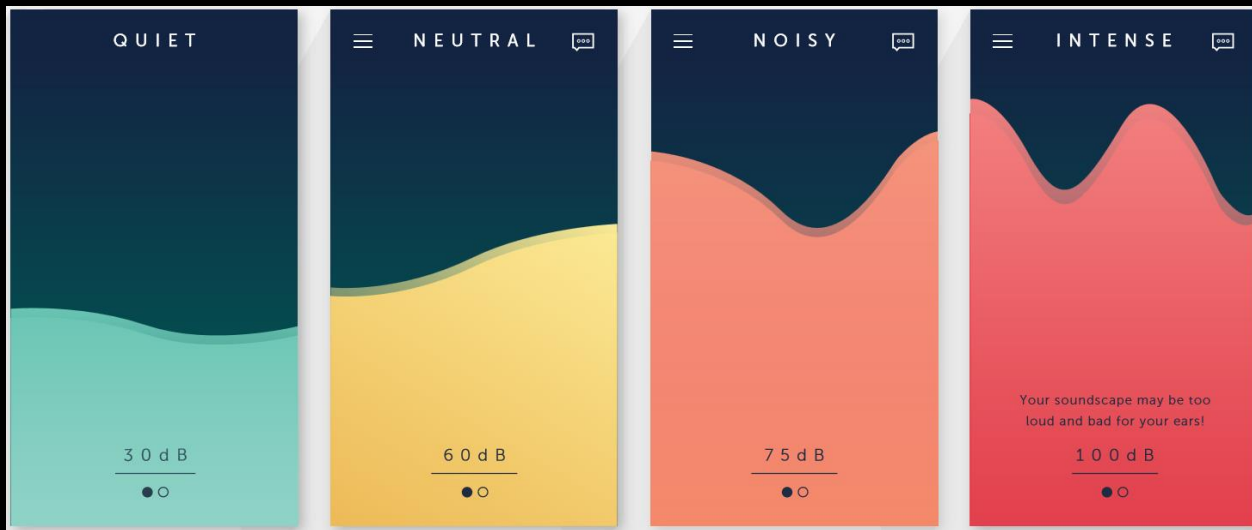 QUIET
30dB
NEUTRAL
60dB
NOISY
75dB
INTENSE
Your soundscape may be too
loud and bad for your ears!
100dB